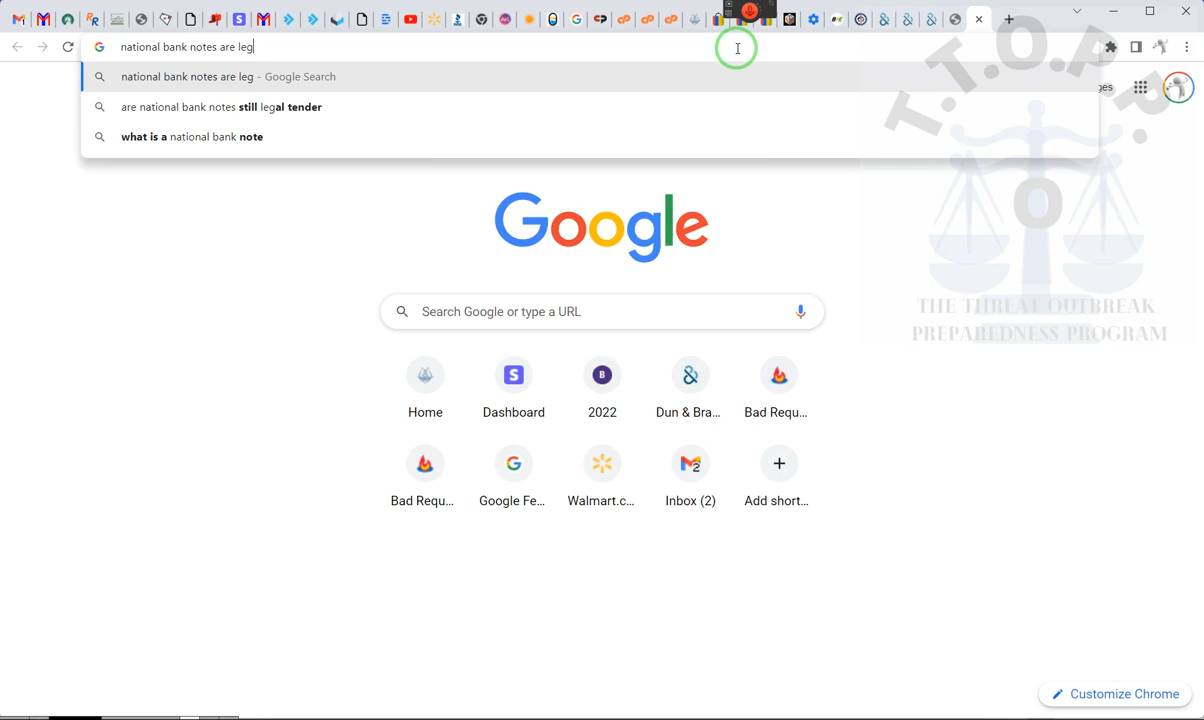 national bank notes are leg
national bank notes are leg - Google Search
are national bank notes still legal tender
what is a national bank note
ges
T.T.O.P.P.
O
Google
Search Google or type a URL
Home
Dashboard
B
2022
Dun & Bra...
Bad Requ...
Bad Requ...
Google Fe...
Walmart.c...
2
Inbox (2)
Add short...
THE THREAT OUTBREAK
PREPAREDNESS PROGRAM
Customize Chrome